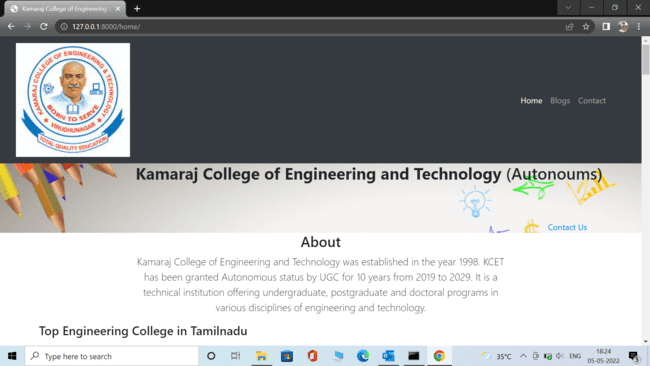 Kamaraj College of Engineering
127.0.0.1:8000/home/
KAMARAJ COLLEGE OF ENGINEERING & TECHNOLOGY
BORN TO SERVE
VIRUDHUNAGAR
TOTAL QUALITY EDUCATION
Home Blogs Contact
Kamaraj College of Engineering and Technology (Autonoums)
Contact Us
About
Kamaraj College of Engineering and Technology was established in the year 1998. KCET
has been granted Autonomous status by UGC for 10 years from 2019 to 2029. It is a
technical institution offering undergraduate, postgraduate and doctoral programs in
various disciplines of engineering and technology.
Top Engineering College in Tamilnadu
Type here to search
35°C
ENG
18:24
05-05-2022
3